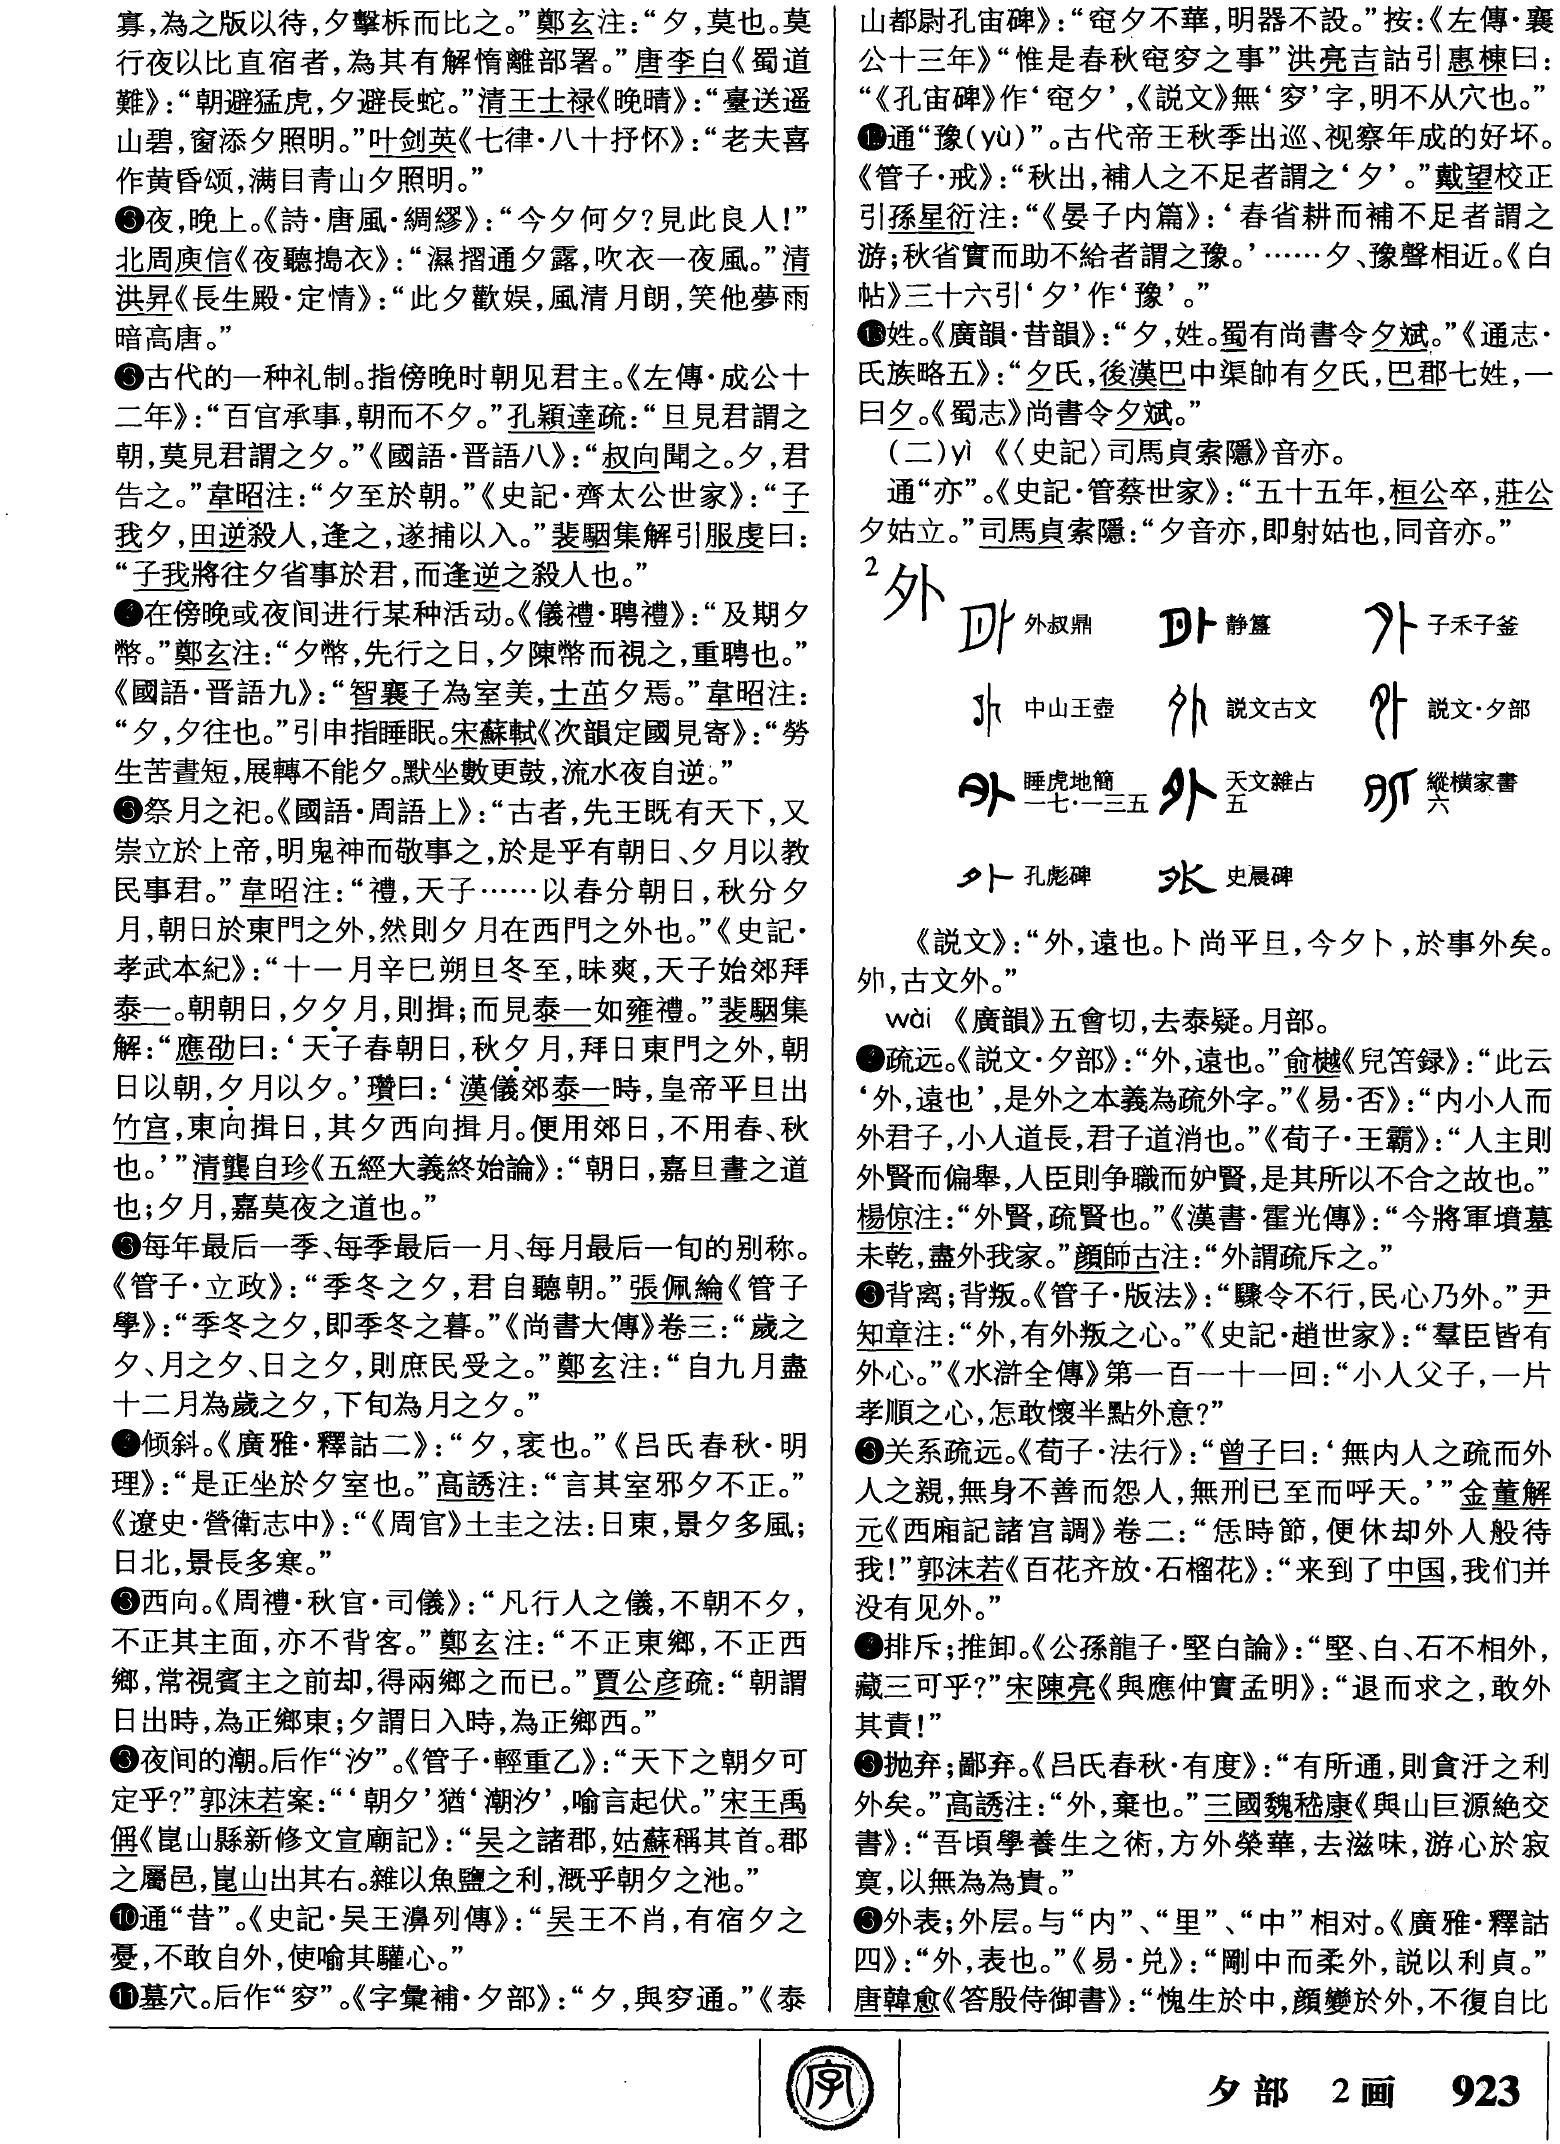 寡，為之版以待，夕擊柝而比之。”鄭玄注：“夕，莫也。莫
行夜以比直宿者，為其有解惰離部署。”唐李白《蜀道
難》：“朝避猛虎，夕避長蛇。”清王士禄《晚晴》：“臺送遥
山碧，窗添夕照明。”叶剑英《七律·八十抒怀》：“老夫喜
作黄昏颂，满目青山夕照明。”
❸夜，晚上。《詩·唐風·綢繆》：“今夕何夕？見此良人！”
北周庾信《夜聽搗衣》：“濕摺通夕露，吹衣一夜風。”清
洪昇《長生殿·定情》：“此夕歡娱，風清月朗，笑他夢雨
暗高唐。”
❸古代的一种礼制。指傍晚时朝见君主。《左傳·成公十
二年》：“百官承事，朝而不夕。”孔穎達疏：“旦見君謂之
朝，莫見君謂之夕。”《國語·晋語八》：“叔向聞之。夕，君
告之。”韋昭注：“夕至於朝。”《史記·齊太公世家》：“子
我夕，田逆殺人，逢之，遂捕以入。”裴駰集解引服虔曰：
“子我將往夕省事於君，而逢逆之殺人也。”
❹在傍晚或夜间进行某种活动。《儀禮·聘禮》：“及期夕
幣。”鄭玄注：“夕幣，先行之日，夕陳幣而視之，重聘也。”
《國語·晋語九》：“智襄子為室美，士茁夕焉。”韋昭注：
“夕，夕往也。”引申指睡眠。宋蘇軾《次韻定國見寄》：“勞
生苦晝短，展轉不能夕。默坐數更鼓，流水夜自逆。”
❸祭月之祀。《國語·周語上》：“古者，先王既有天下，又
崇立於上帝，明鬼神而敬事之，於是乎有朝日、夕月以教
民事君。”韋昭注：“禮，天子……以春分朝日，秋分夕
月，朝日於東門之外，然則夕月在西門之外也。”《史記·
孝武本紀》：“十一月辛巳朔旦冬至，昧爽，天子始郊拜
泰一。朝朝日，夕夕月，則揖；而見泰一如雍禮。”裴駰集
解：“應劭曰：‘天子春朝日，秋夕月，拜日東門之外，朝
日以朝，夕月以夕。’瓚曰：‘漢儀郊泰一時，皇帝平旦出
竹宫，東向揖日，其夕西向揖月。便用郊日，不用春、秋
也。’”清龔自珍《五經大義終始論》：“朝日，嘉旦晝之道
也；夕月，嘉莫夜之道也。”
❻每年最后一季、每季最后一月、每月最后一旬的别称。
《管子·立政》：“季冬之夕，君自聽朝。”張佩綸《管子
學》：“季冬之夕，即季冬之暮。”《尚書大傳》卷三：“歲之
夕、月之夕、日之夕，則庶民受之。”鄭玄注：“自九月盡
十二月為歲之夕，下旬為月之夕。”
❼倾斜。《廣雅·釋詁二》：“夕，衺也。”《吕氏春秋·明
理》：“是正坐於夕室也。”高誘注：“言其室邪夕不正。”
《遼史·營衛志中》：“《周官》土圭之法：日東，景夕多風；
日北，景長多寒。”
❸西向。《周禮·秋官·司儀》：“凡行人之儀，不朝不夕，
不正其主面，亦不背客。”鄭玄注：“不正東鄉，不正西
鄉，常視賓主之前却，得兩鄉之而已。”賈公彦疏：“朝謂
日出時，為正鄉東；夕謂日入時，為正鄉西。”
❸夜间的潮。后作“汐”。《管子·輕重乙》：“天下之朝夕可
定乎？”郭沫若案：“‘朝夕’猶‘潮汐’，喻言起伏。”宋王禹
偁《崑山縣新修文宣廟記》：“吴之諸郡，姑蘇稱其首。郡
之屬邑，崑山出其右。雜以魚鹽之利，溉乎朝夕之池。”
❿通“昔”。《史記·吴王濞列傳》：“吴王不肖，有宿夕之
憂，不敢自外，使喻其驩心。”
⓫墓穴。后作“穸”。《字彙補·夕部》：“夕，與穸通。”《泰
山都尉孔宙碑》：“窀夕不華，明器不設。”按：《左傳·襄
公十三年》“惟是春秋窀穸之事”洪亮吉詁引惠棟曰：
“《孔宙碑》作‘窀夕’，《説文》無‘穸’字，明不从穴也。”
⓬通“豫(yù)”。古代帝王秋季出巡、视察年成的好坏。
《管子·戒》：“秋出，補人之不足者謂之‘夕’。”戴望校正
引孫星衍注：“《晏子内篇》：‘春省耕而補不足者謂之
游；秋省實而助不給者謂之豫。’……夕、豫聲相近。《白
帖》三十六引‘夕’作‘豫’。”
⓭姓。《廣韻·昔韻》：“夕，姓。蜀有尚書令夕斌。”《通志·
氏族略五》：“夕氏，後漢巴中渠帥有夕氏，巴郡七姓，一
曰夕。《蜀志》尚書令夕斌。”
(二)yì 《〈史記〉司馬貞索隱》音亦。
通“亦”。《史記·管蔡世家》：“五十五年，桓公卒，莊公
夕姑立。”司馬貞索隱：“夕音亦，即射姑也，同音亦。”
2外
外叔鼎 静簋 子禾子釜
中山王壺 説文古文 説文·夕部
睡虎地簡一七·一三五 天文雜占五 縱横家書六
孔彪碑 史晨碑
《説文》：“外，遠也。卜尚平旦，今夕卜，於事外矣。
夘，古文外。”
wài 《廣韻》五會切，去泰疑。月部。
❶疏远。《説文·夕部》：“外，遠也。”俞樾《兒笘録》：“此云
‘外，遠也’，是外之本義為疏外字。”《易·否》：“内小人而
外君子，小人道長，君子道消也。”《荀子·王霸》：“人主則
外賢而偏舉，人臣則争職而妒賢，是其所以不合之故也。”
楊倞注：“外賢，疏賢也。”《漢書·霍光傳》：“今將軍墳墓
未乾，盡外我家。”顔師古注：“外謂疏斥之。”
❸背离；背叛。《管子·版法》：“驟令不行，民心乃外。”尹
知章注：“外，有外叛之心。”《史記·趙世家》：“羣臣皆有
外心。”《水滸全傳》第一百一十一回：“小人父子，一片
孝順之心，怎敢懷半點外意？”
❸关系疏远。《荀子·法行》：“曾子曰：‘無内人之疏而外
人之親，無身不善而怨人，無刑已至而呼天。’”金董解
元《西廂記諸宫調》卷二：“恁時節，便休却外人般待
我！”郭沫若《百花齐放·石榴花》：“来到了中国，我们并
没有见外。”
❹排斥；推卸。《公孫龍子·堅白論》：“堅、白、石不相外，
藏三可乎？”宋陳亮《與應仲實孟明》：“退而求之，敢外
其責！”
❸抛弃；鄙弃。《吕氏春秋·有度》：“有所通，則貪汙之利
外矣。”高誘注：“外，棄也。”三國魏嵇康《與山巨源絶交
書》：“吾頃學養生之術，方外榮華，去滋味，游心於寂
寞，以無為為貴。”
❸外表；外层。与“内”、“里”、“中”相对。《廣雅·釋詁
四》：“外，表也。”《易·兑》：“剛中而柔外，説以利貞。”
唐韓愈《答殷侍御書》：“愧生於中，顔變於外，不復自比
字
夕部 2画 923